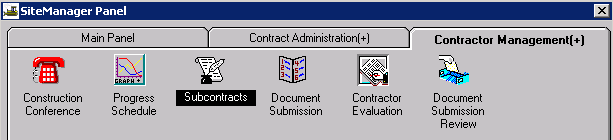 SiteManager Panel
Main Panel
Contract Administration(+)
Contractor Management(+)
GRAPH +
Construction Conference
Progress Schedule
Subcontracts
Document Submission
Contractor Evaluation
Document Submission Review